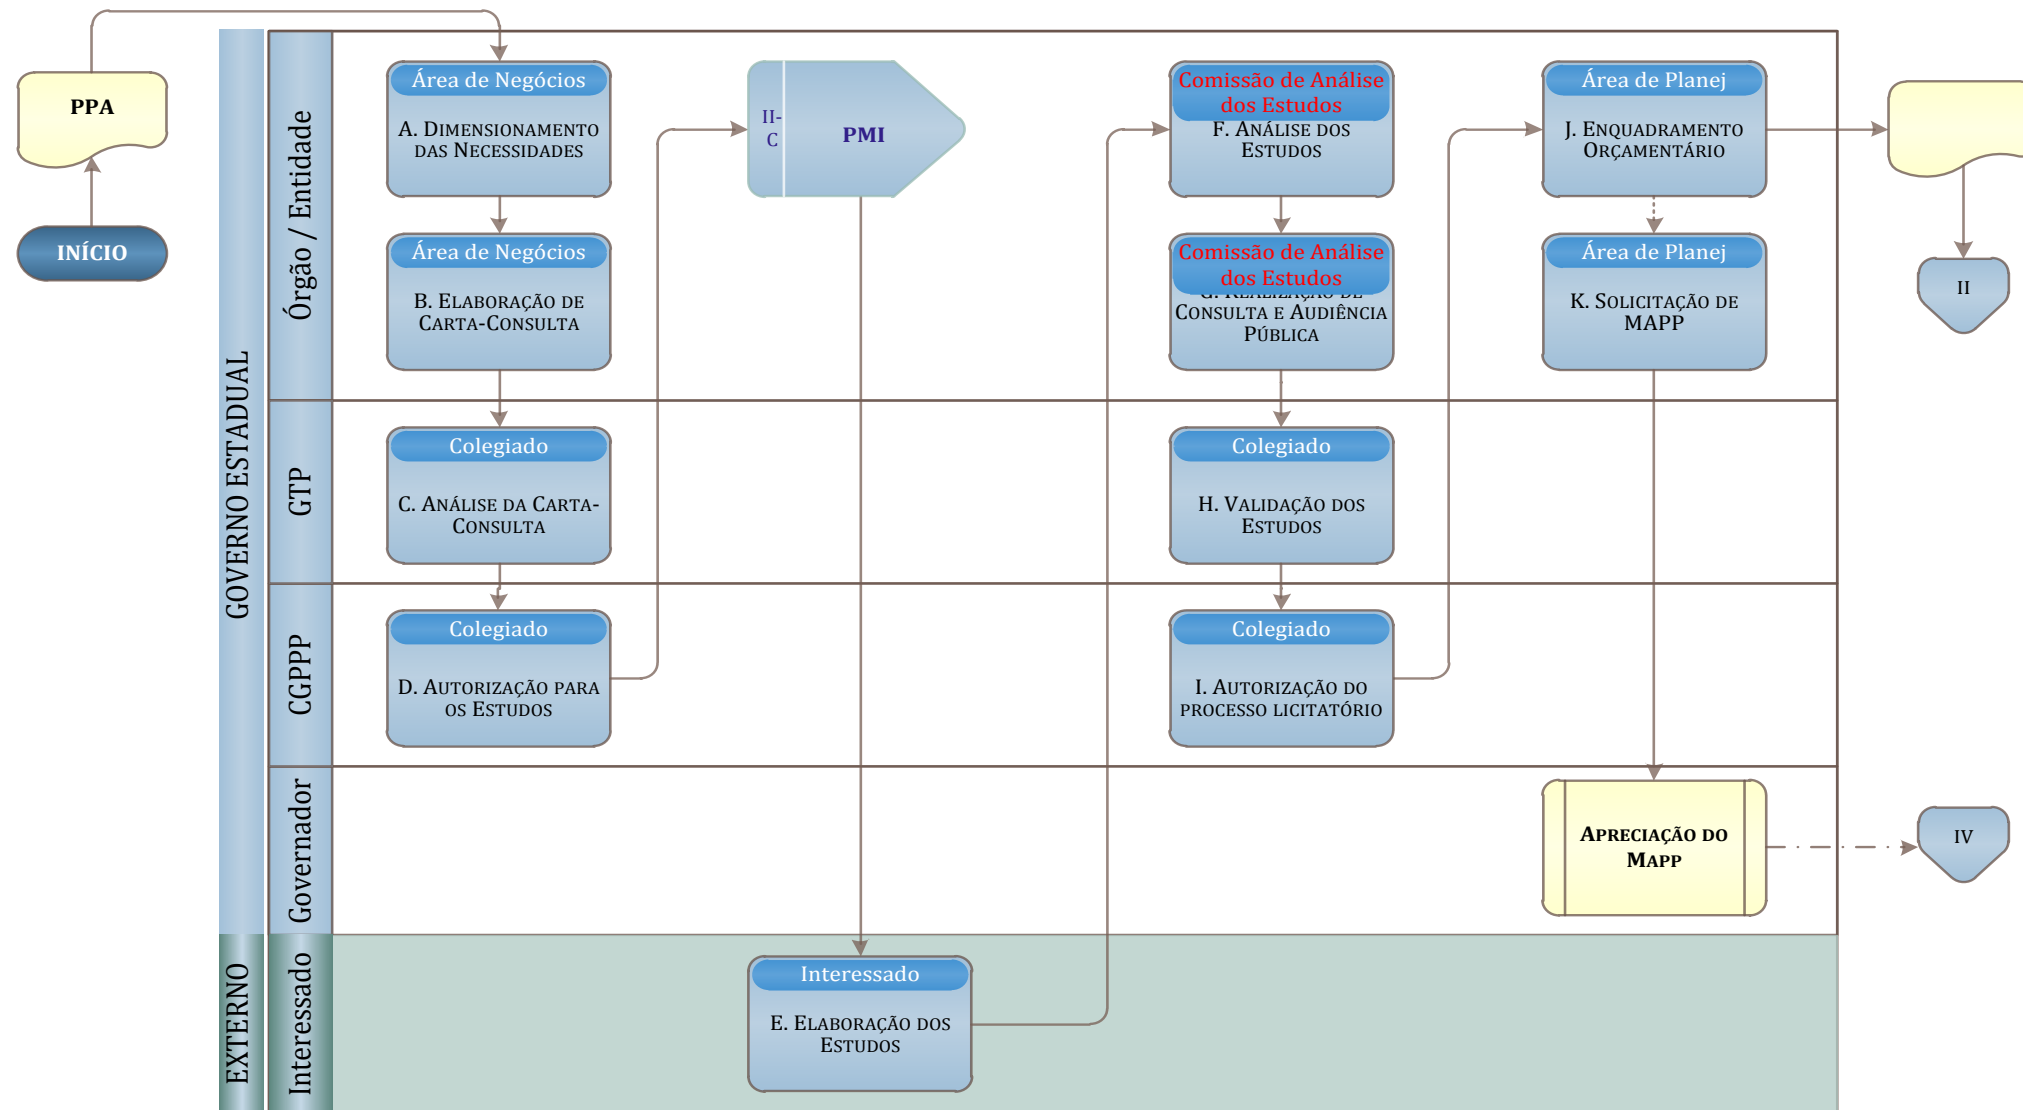 PPA
INÍCIO
GOVERNO ESTADUAL
EXTERNO
Órgão / Entidade
GTP
CGPPP
Governador
Interessado
Área de Negócios
A. DIMENSIONAMENTO
DAS NECESSIDADES
Área de Negócios
B. ELABORAÇÃO DE
CARTA-CONSULTA
Colegiado
C. ANÁLISE DA CARTA-
CONSULTA
Colegiado
D. AUTORIZAÇÃO PARA
OS ESTUDOS
II-
C
PMI
Interessado
E. ELABORAÇÃO DOS
ESTUDOS
Comissão de Análise
dos Estudos
F. ANÁLISE DOS
ESTUDOS
Comissão de Análise
dos Estudos
G. REALIZAÇÃO DE
CONSULTA E AUDIÊNCIA
PÚBLICA
Colegiado
H. VALIDAÇÃO DOS
ESTUDOS
Colegiado
I. AUTORIZAÇÃO DO
PROCESSO LICITATÓRIO
Área de Planej
J. ENQUADRAMENTO
ORÇAMENTÁRIO
Área de Planej
K. SOLICITAÇÃO DE
MAPP
APRECIAÇÃO DO
MAPP
II
IV